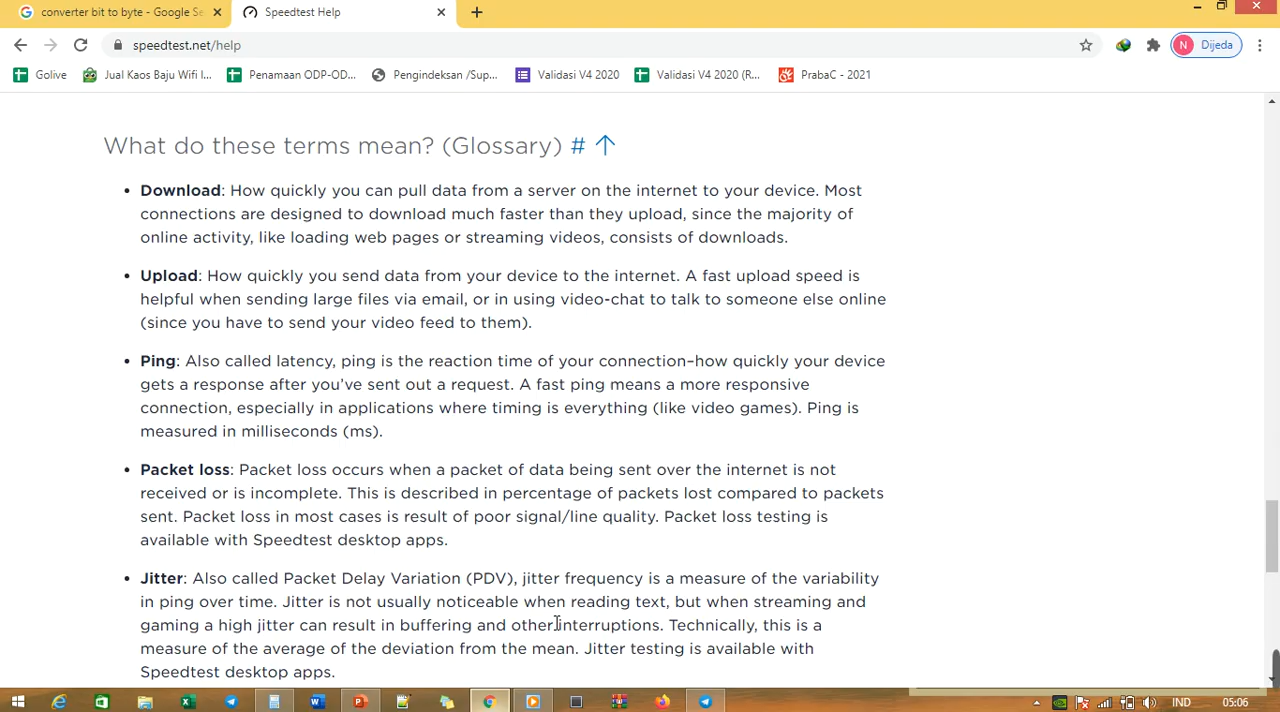 converter bit to byte - Google Se
Speedtest Help
speedtest.net/help
N Dijeda
Golive
Jual Kaos Baju Wifi I...
Penamaan ODP-OD...
Pengindeksan /Sup...
Validasi V4 2020
Validasi V4 2020 (R...
PrabaC - 2021
What do these terms mean? (Glossary) # ↑
• Download: How quickly you can pull data from a server on the internet to your device. Most
connections are designed to download much faster than they upload, since the majority of
online activity, like loading web pages or streaming videos, consists of downloads.
• Upload: How quickly you send data from your device to the internet. A fast upload speed is
helpful when sending large files via email, or in using video-chat to talk to someone else online
(since you have to send your video feed to them).
• Ping: Also called latency, ping is the reaction time of your connection–how quickly your device
gets a response after you've sent out a request. A fast ping means a more responsive
connection, especially in applications where timing is everything (like video games). Ping is
measured in milliseconds (ms).
• Packet loss: Packet loss occurs when a packet of data being sent over the internet is not
received or is incomplete. This is described in percentage of packets lost compared to packets
sent. Packet loss in most cases is result of poor signal/line quality. Packet loss testing is
available with Speedtest desktop apps.
• Jitter: Also called Packet Delay Variation (PDV), jitter frequency is a measure of the variability
in ping over time. Jitter is not usually noticeable when reading text, but when streaming and
gaming a high jitter can result in buffering and other interruptions. Technically, this is a
measure of the average of the deviation from the mean. Jitter testing is available with
Speedtest desktop apps.
IND
05:06